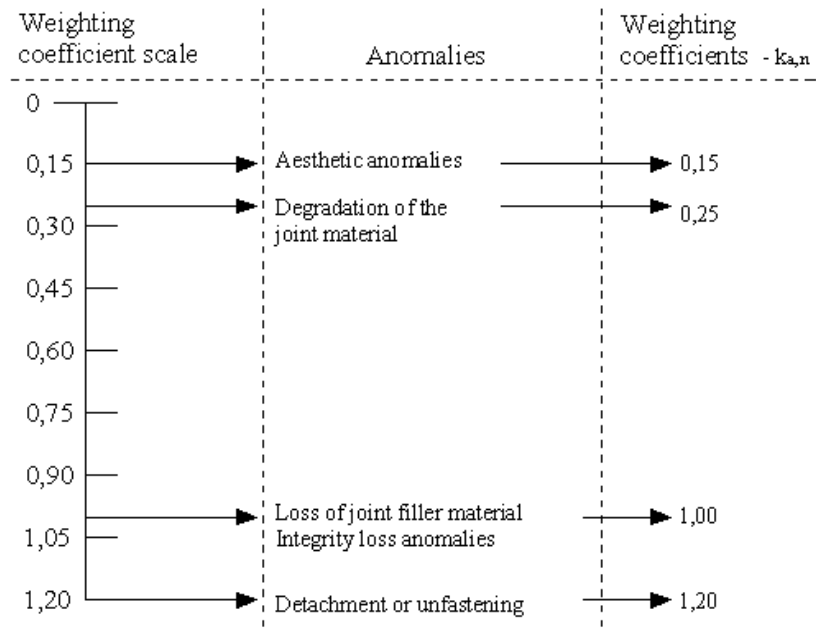 Weighting
coefficient scale
Anomalies
Weighting
coefficients - ka,n
0
0,15
Aesthetic anomalies
0,15
Degradation of the
joint material
0,25
0,30
0,45
0,60
0,75
0,90
Loss of joint filler material
Integrity loss anomalies
1,00
1,05
1,20
Detachment or unfastening
1,20